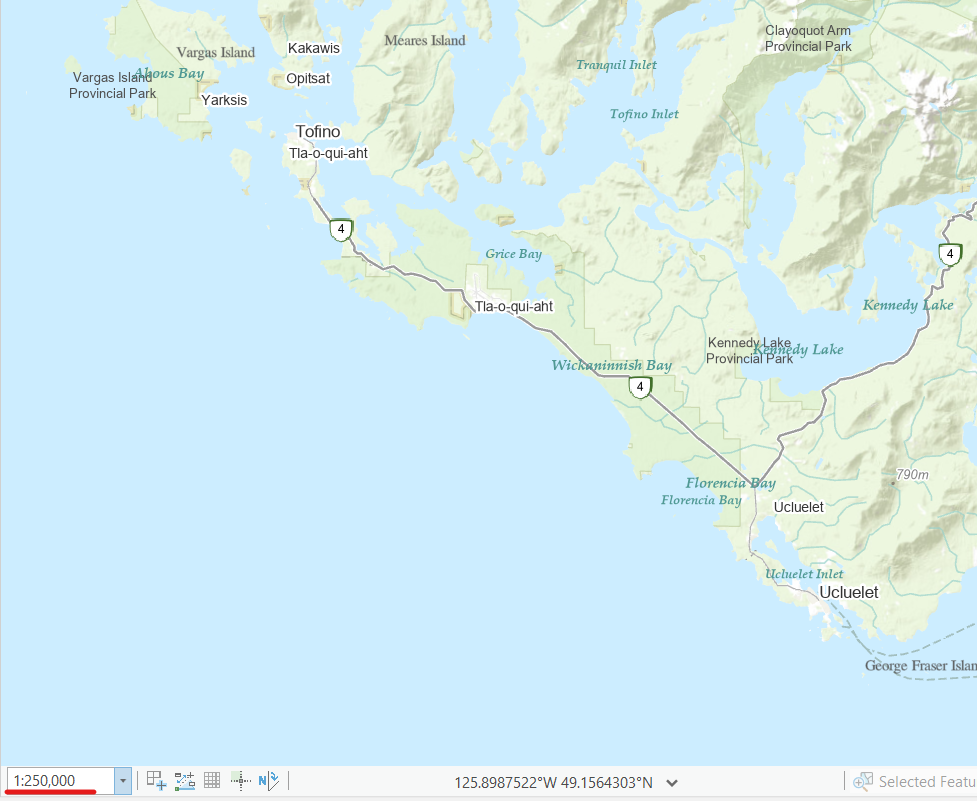 Clayoquot Arm
Provincial Park
Meares Island
Kakawis
Vargas Island
Tranquil Inlet
Ahous Bay
Vargas Island
Provincial Park
Opitsat
Yarksis
Tofino Inlet
Tofino
Tla-o-qui-aht
4
4
Grice Bay
Tla-o-qui-aht
Kennedy Lake
Kennedy Lake
Provincial Park
Kennedy Lake
Wickaninnish Bay
4
790m
Florencia Bay
Florencia Bay
Ucluelet
Ucluelet Inlet
Ucluelet
George Fraser Islan
1:250,000
N
125.8987522°W 49.1564303°N
Selected Featu